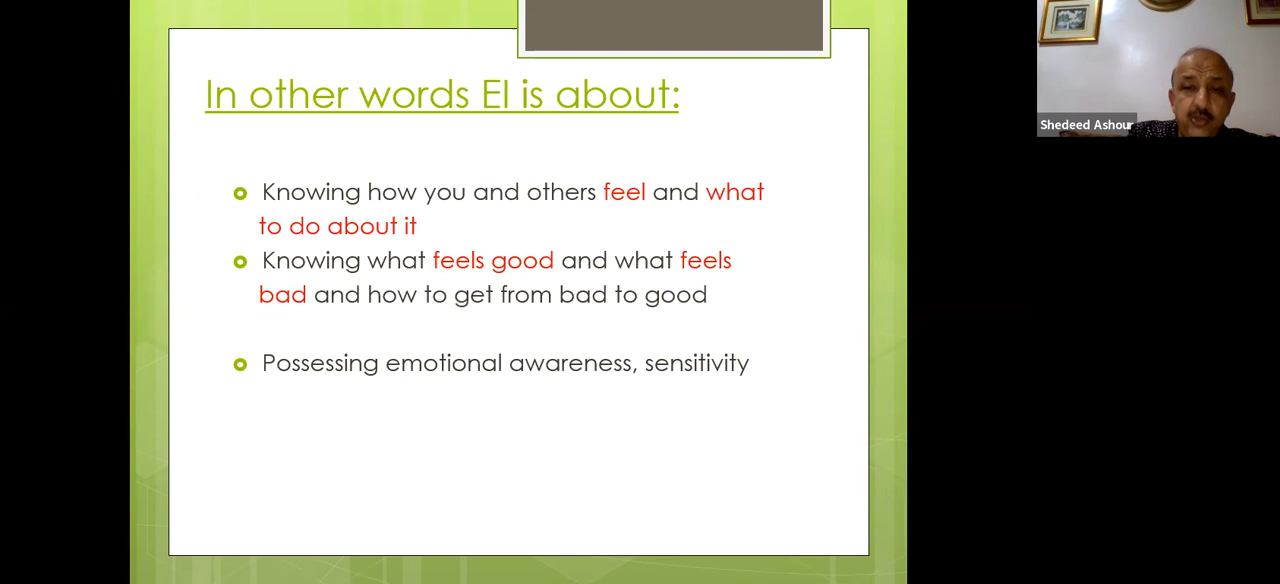 In other words EI is about:
Knowing how you and others feel and what
to do about it
Knowing what feels good and what feels
bad and how to get from bad to good
Possessing emotional awareness, sensitivity
Shedeed Ashour